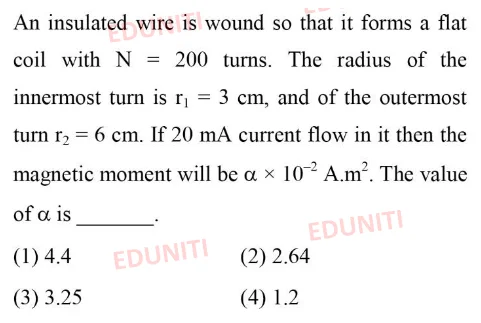 An insulated wire is wound so that it forms a flat
coil with N = 200 turns. The radius of the
innermost turn is r₁ = 3 cm, and of the outermost
turn r₂ = 6 cm. If 20 mA current flow in it then the
magnetic moment will be α × 10⁻² A.m². The value
of α is ________.
(1) 4.4 (2) 2.64
(3) 3.25 (4) 1.2
EDUNITI
EDUNITI
EDUNITI